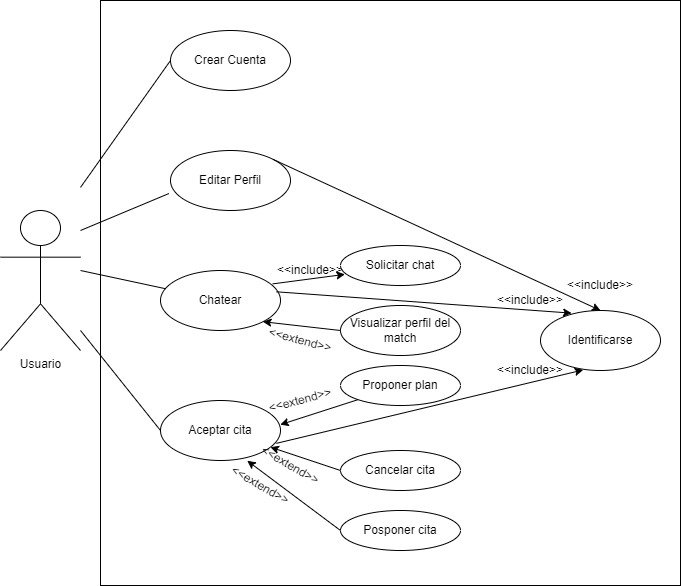 Crear Cuenta
Editar Perfil
<<include>>
Solicitar chat
<<include>>
Chatear
<<include>>
Visualizar perfil del
match
<<extend>>
Identificarse
Usuario
<<include>>
Proponer plan
<<extend>>
Aceptar cita
<<extend>>
Cancelar cita
<<extend>>
Posponer cita